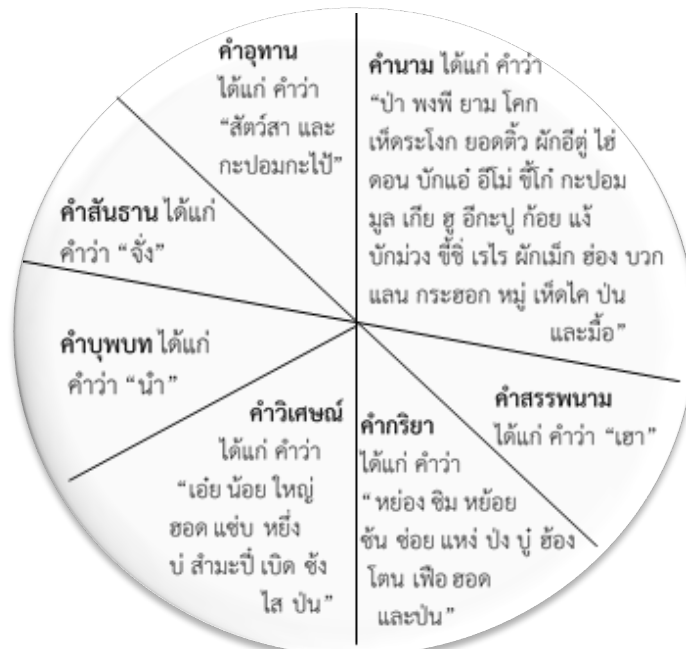 คำอุทาน
ได้แก่ คำว่า
“สัตว์สา และ
กะปอมกะไป้”
คำนาม ได้แก่ คำว่า
“ป่า พงพี ยาม โคก
เห็ดระโงก ยอดติ้ว ผักอีตู่ ไฮ่
ดอน บักแอ๋ อีโม่ ขี้โก๋ กะปอม
มูล เกีย ฮู อีกะปู ก้อย แง้
บักม่วง ขี้ซี่ เรไร ผักเม็ก ฮ่อง บวก
แลน กระฮอก หมู่ เห็ดไค ป่น
และมื้อ”
คำสรรพนาม
ได้แก่ คำว่า “เฮา”
คำกริยา
ได้แก่ คำว่า
“หย่อง ซิม หย้อย
ซ้น ซ่อย แหง่ ป่ง บู๋ ฮ้อง
โตน เฟือ ฮอด
และป่น”
คำวิเศษณ์
ได้แก่ คำว่า
“เอ๋ย น้อย ใหญ่
ฮอด แซ่บ หยึ่ง
บ่ สำมะปี๋ เบิด ซ้ง
ไส ป่น”
คำบุพบท ได้แก่
คำว่า “นำ”
คำสันธาน ได้แก่
คำว่า “จั่ง”